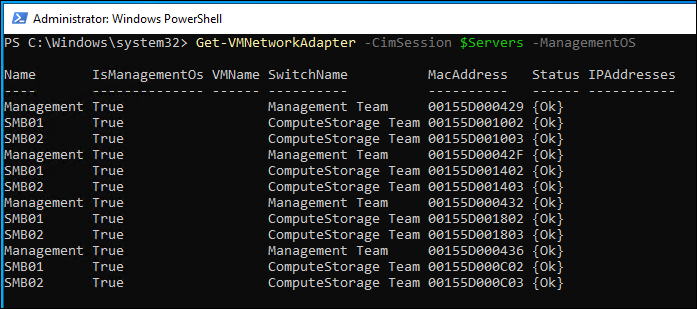 Administrator: Windows PowerShell
PS C:\Windows\system32> Get-VMNetworkAdapter -CimSession $Servers -ManagementOS
Name       IsManagementOs VMName SwitchName          MacAddress   Status IPAddresses
----       -------------- ------ ----------          ----------   ------ -----------
Management True                  Management Team     00155D000429 {Ok}
SMB01      True                  ComputeStorage Team 00155D001002 {Ok}
SMB02      True                  ComputeStorage Team 00155D001003 {Ok}
Management True                  Management Team     00155D00042F {Ok}
SMB01      True                  ComputeStorage Team 00155D001402 {Ok}
SMB02      True                  ComputeStorage Team 00155D001403 {Ok}
Management True                  Management Team     00155D000432 {Ok}
SMB01      True                  ComputeStorage Team 00155D001802 {Ok}
SMB02      True                  ComputeStorage Team 00155D001803 {Ok}
Management True                  Management Team     00155D000436 {Ok}
SMB01      True                  ComputeStorage Team 00155D000C02 {Ok}
SMB02      True                  ComputeStorage Team 00155D000C03 {Ok}